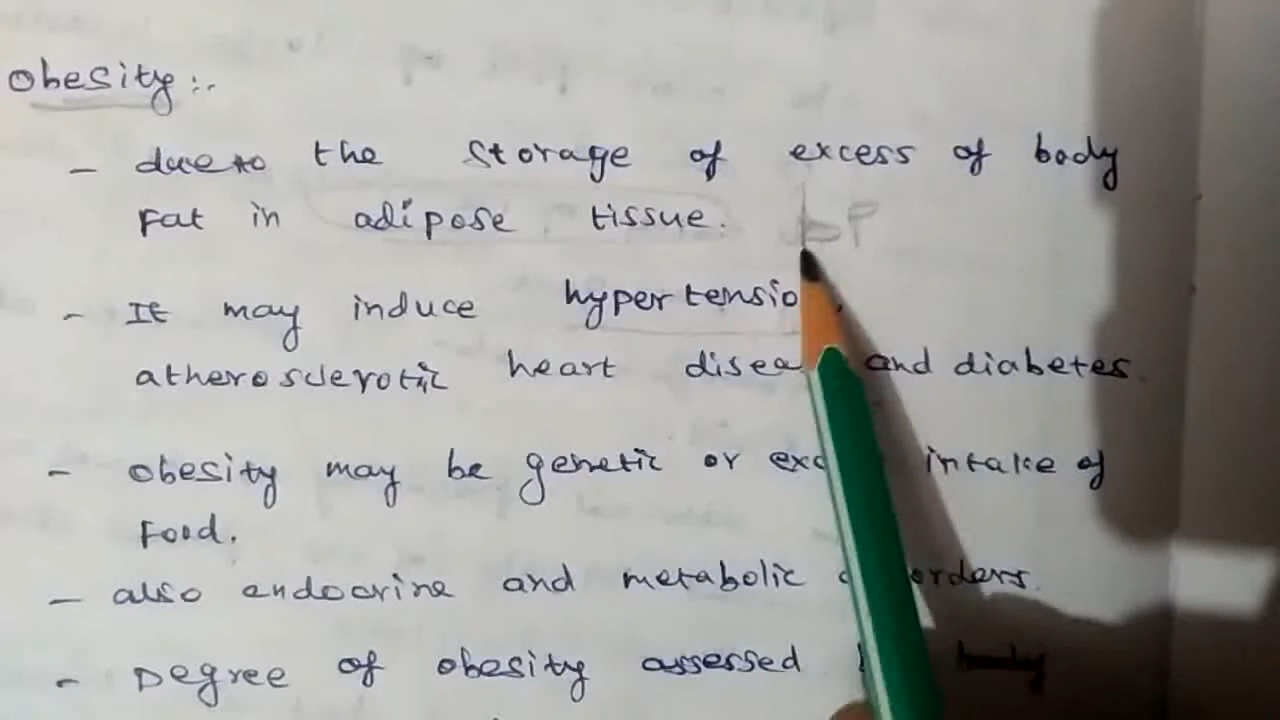 Obesity :-
- due to the storage of excess of body
Fat in adipose tissue. bP
- It may induce hypertensio
atherosclerotic heart disea and diabetes.
- obesity may be genetic or exc intake of
Food.
- also endocrine and metabolic orders.
- Degree of obesity assessed